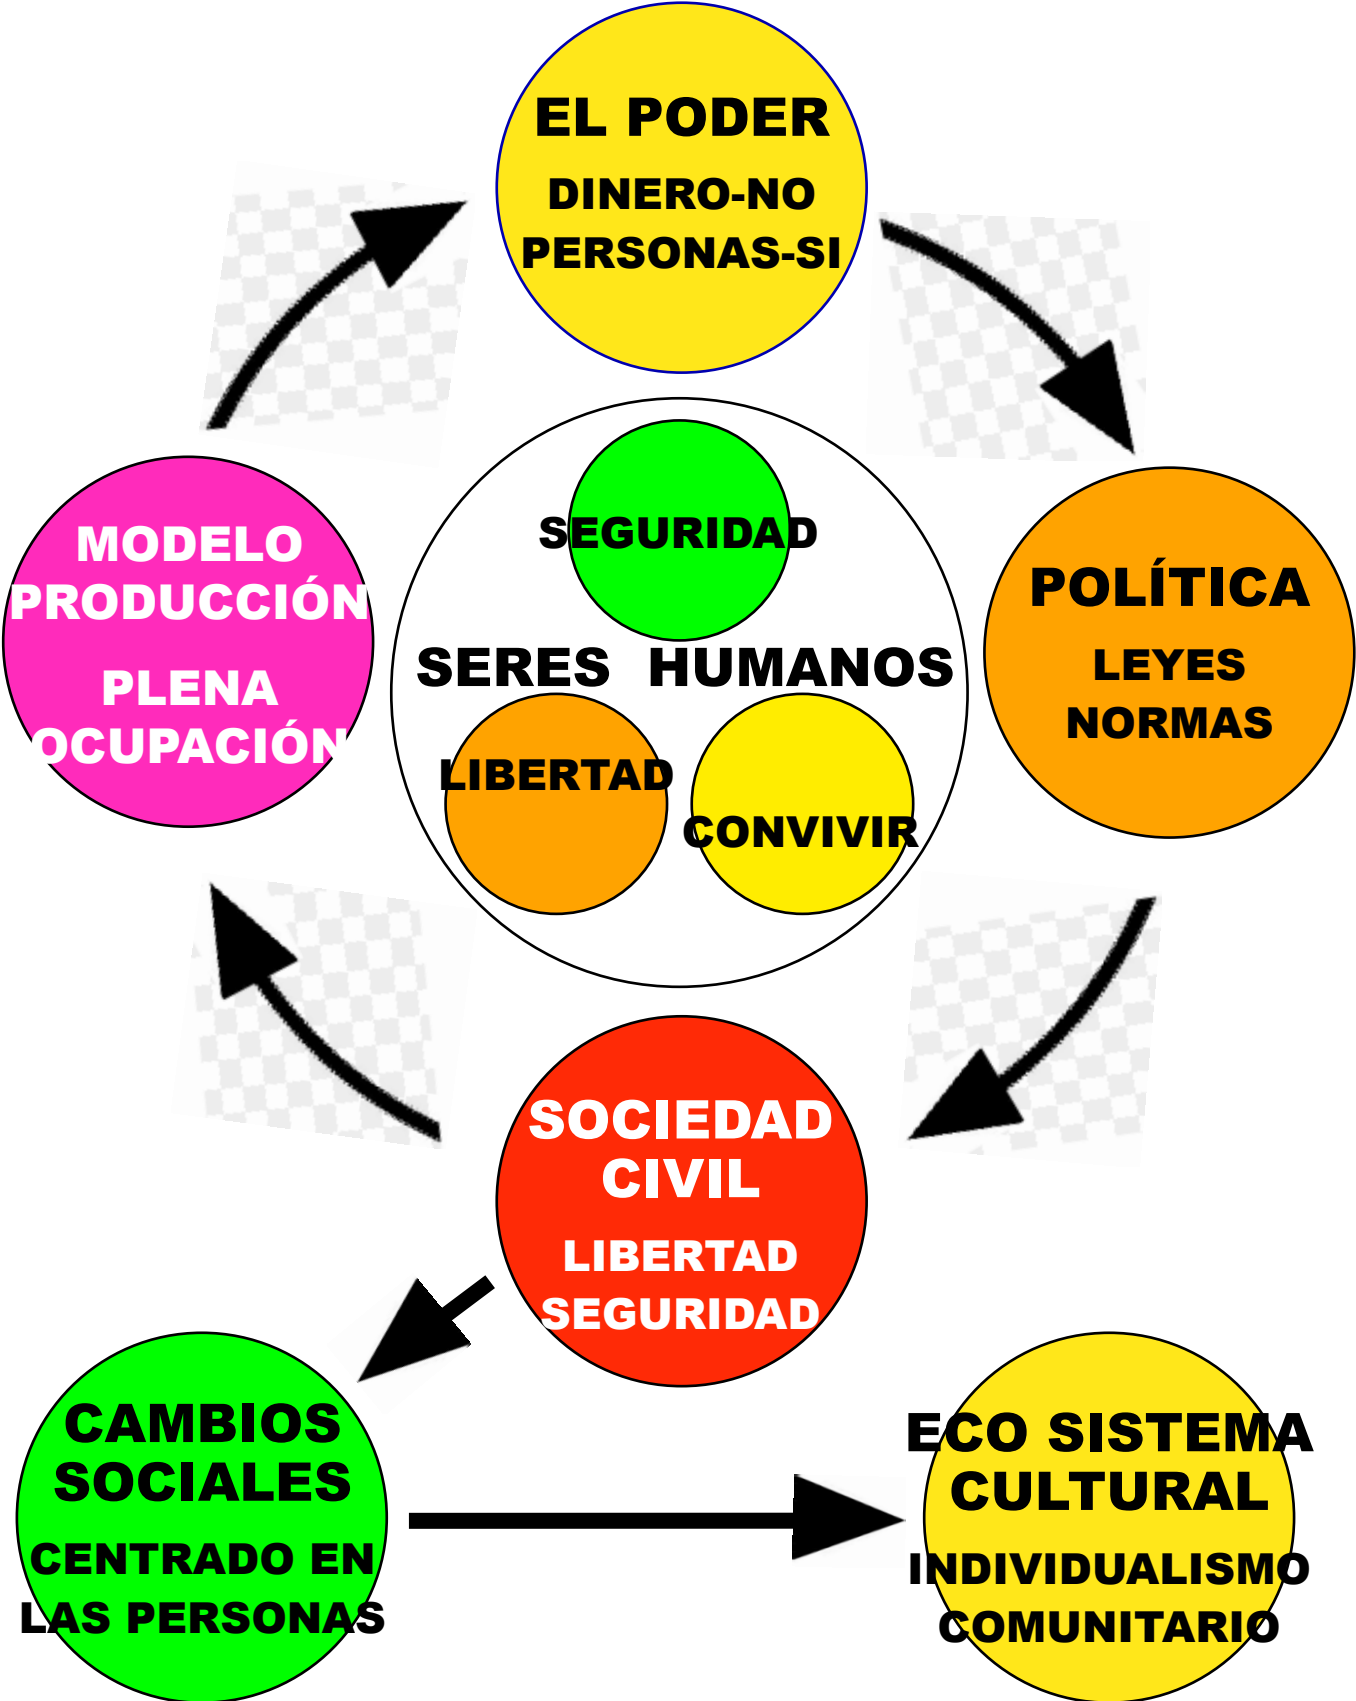 EL PODER
DINERO-NO
PERSONAS-SI
MODELO
PRODUCCIÓN
PLENA
OCUPACIÓN
SEGURIDAD
SERES HUMANOS
LIBERTAD
CONVIVIR
POLÍTICA
LEYES
NORMAS
SOCIEDAD
CIVIL
LIBERTAD
SEGURIDAD
CAMBIOS
SOCIALES
CENTRADO EN
LAS PERSONAS
ECO SISTEMA
CULTURAL
INDIVIDUALISMO
COMUNITARIO